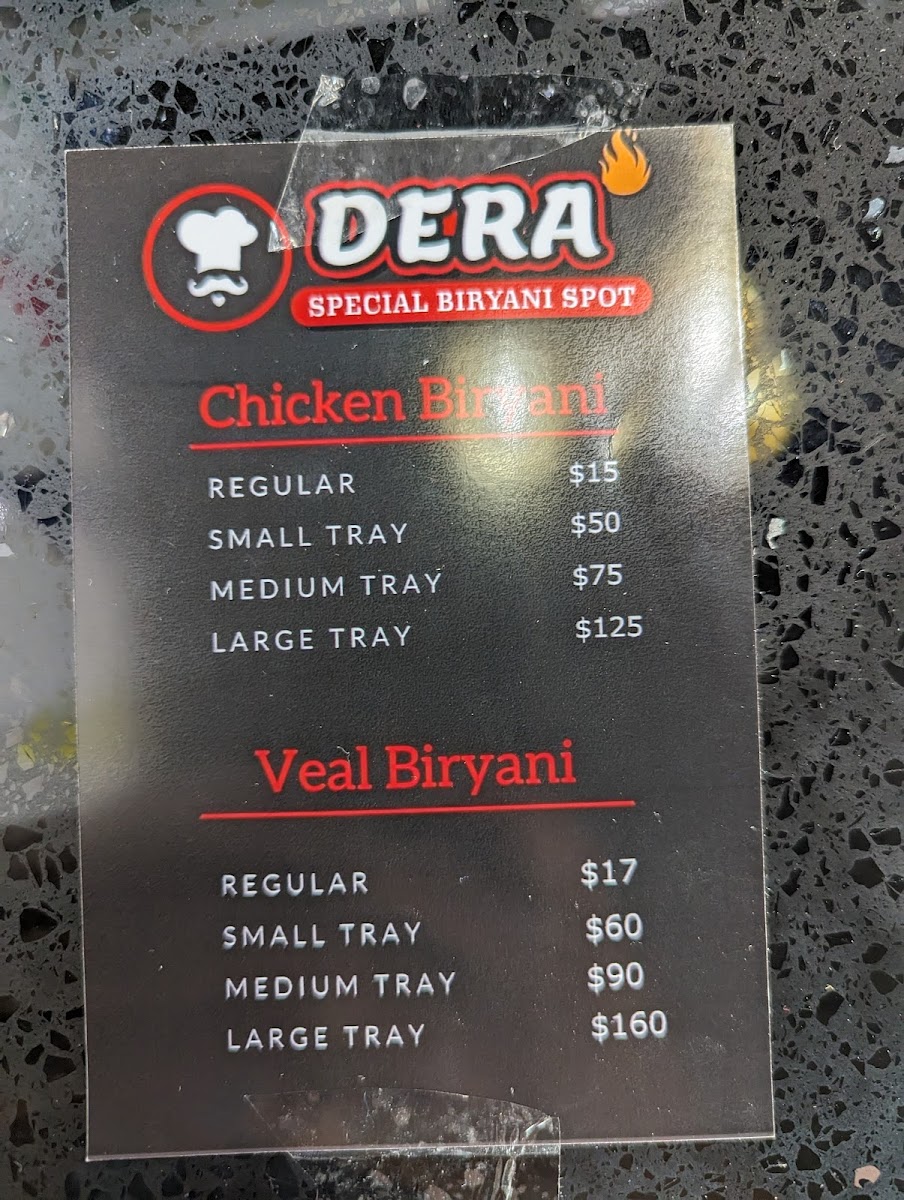 DERA
SPECIAL BIRYANI SPOT
Chicken Biryani
REGULAR $15
SMALL TRAY $50
MEDIUM TRAY $75
LARGE TRAY $125
Veal Biryani
REGULAR $17
SMALL TRAY $60
MEDIUM TRAY $90
LARGE TRAY $160